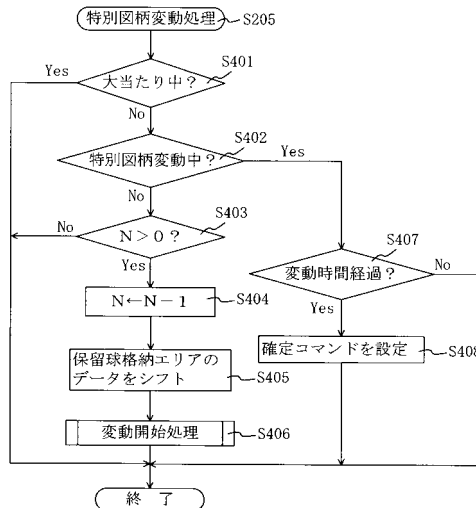 特別図柄変動処理
S205
Yes
S401
大当たり中？
No
S402
特別図柄変動中？
Yes
No
S403
No
N＞0？
S407
Yes
変動時間経過？
No
N←N－1
S404
Yes
保留球格納エリアの
データをシフト
S405
確定コマンドを設定
S408
変動開始処理
S406
終 了